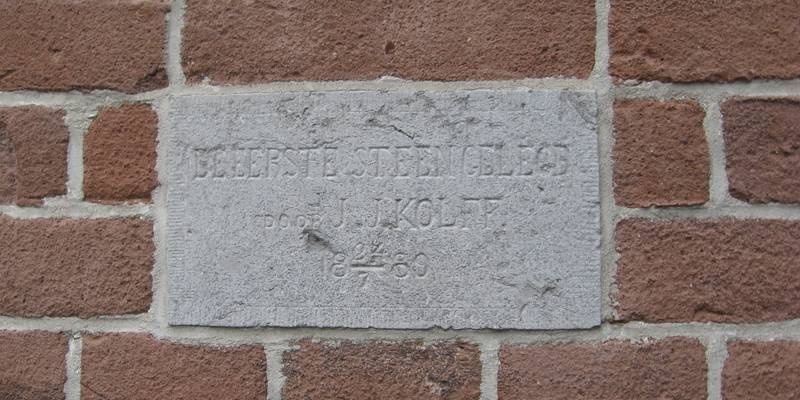 DE EERSTE STEEN GELEGD
DOOR J. J. KOLFF
18 24/7 80